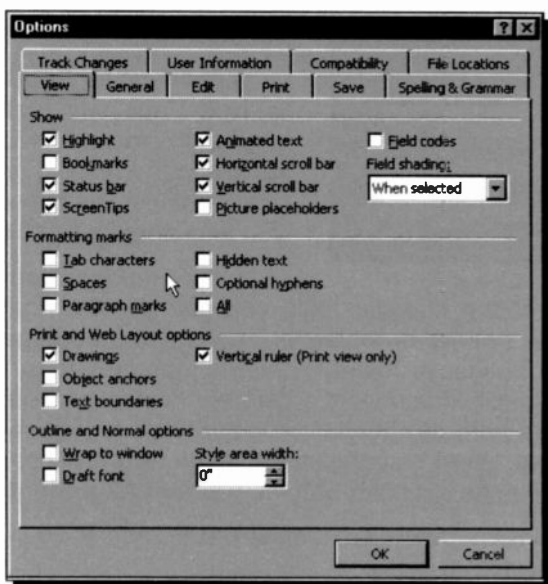 Options
Track Changes User Information Compatibility File Locations
View General Edit Print Save Spelling & Grammar
Show
Highlight Animated text Field codes
Bookmarks Horizontal scroll bar Field shading:
Status bar Vertical scroll bar When selected
ScreenTips Picture placeholders
Formatting marks
Tab characters Hidden text
Spaces Optional hyphens
Paragraph marks All
Print and Web Layout options
Drawings Vertical ruler (Print view only)
Object anchors
Text boundaries
Outline and Normal options
Wrap to window Style area width:
Draft font 0"
OK Cancel